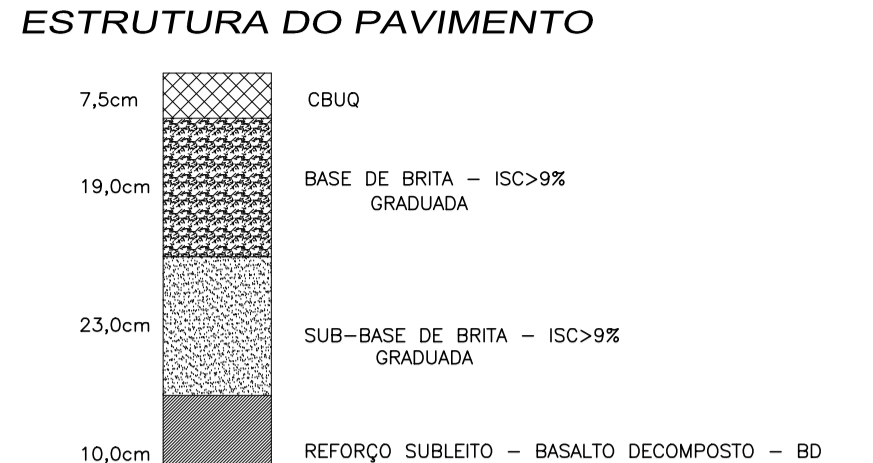 ESTRUTURA DO PAVIMENTO
7,5cm CBUQ
19,0cm BASE DE BRITA – ISC>9%
GRADUADA
23,0cm SUB-BASE DE BRITA – ISC>9%
GRADUADA
10,0cm REFORÇO SUBLEITO – BASALTO DECOMPOSTO – BD